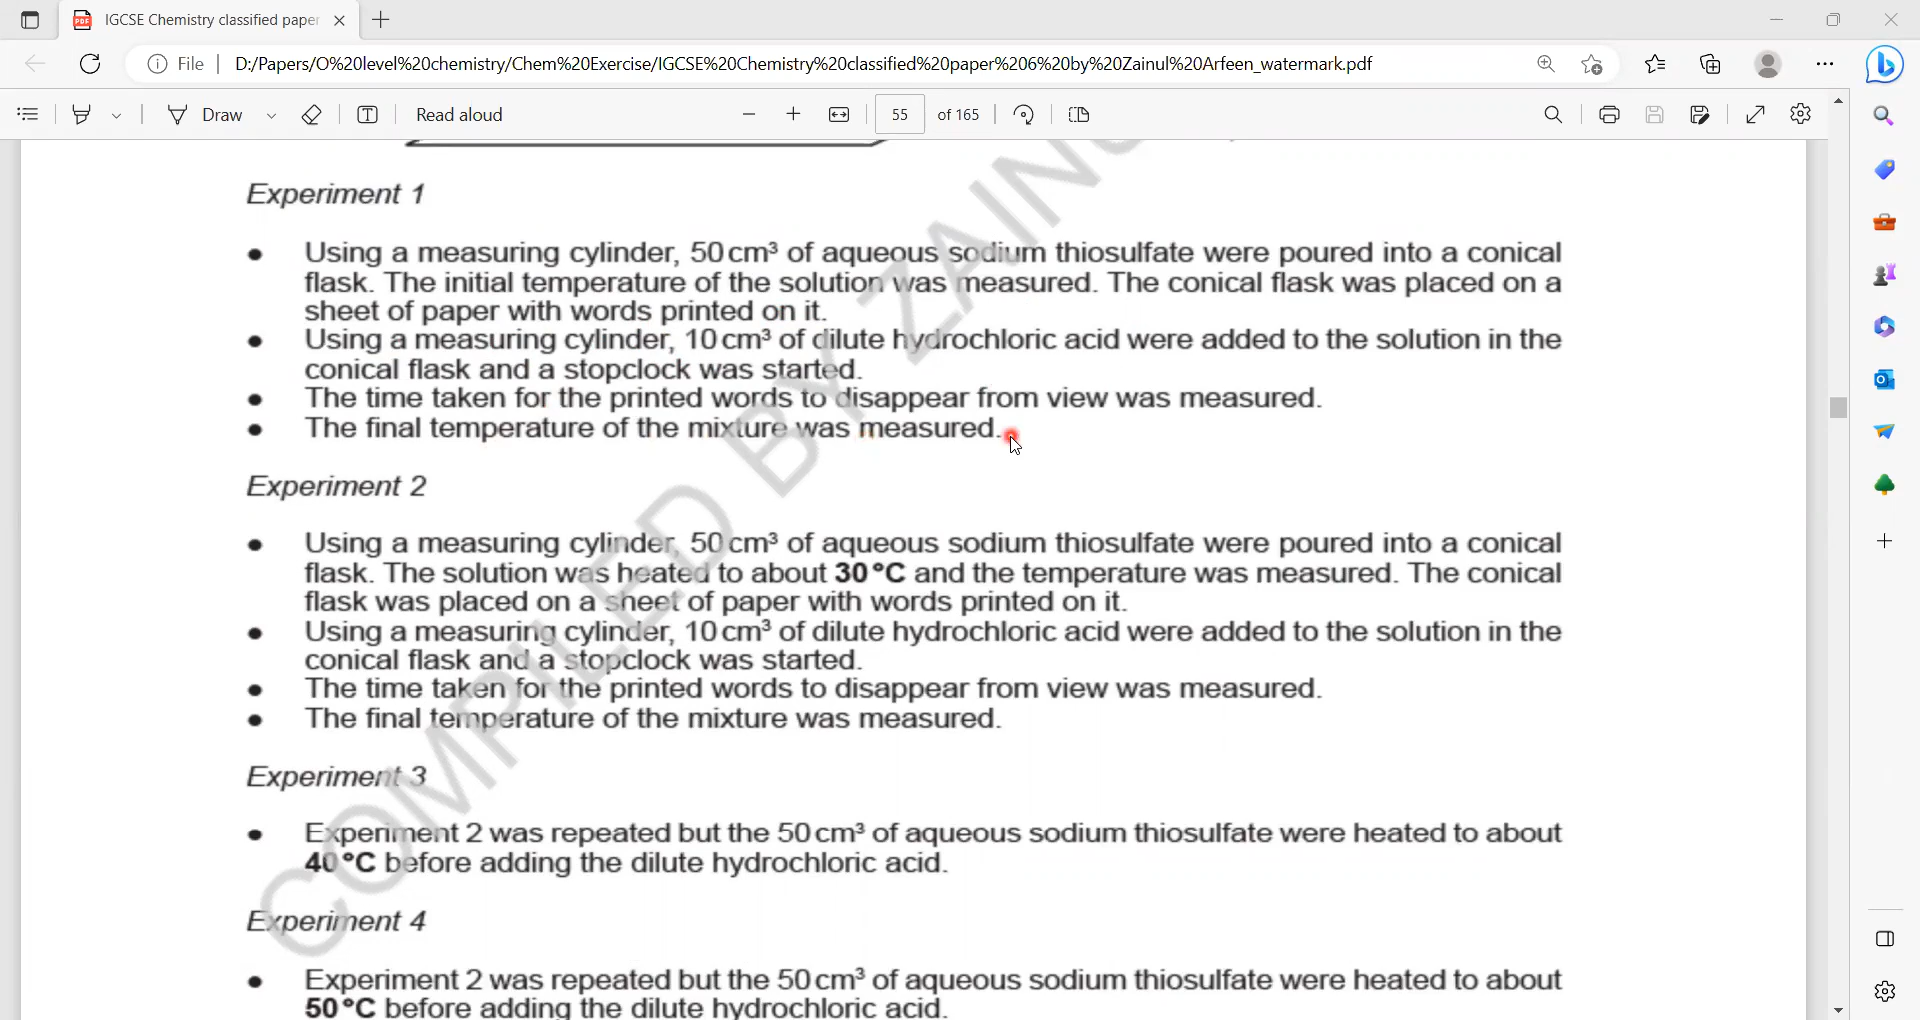 IGCSE Chemistry classified paper
File
D:/Papers/O%20level%20chemistry/Chem%20Exercise/IGCSE%20Chemistry%20classified%20paper%206%20by%20Zainul%20Arfeen_watermark.pdf
Draw
Read aloud
55
of 165
Experiment 1
• Using a measuring cylinder, 50 cm³ of aqueous sodium thiosulfate were poured into a conical
flask. The initial temperature of the solution was measured. The conical flask was placed on a
sheet of paper with words printed on it.
• Using a measuring cylinder, 10 cm³ of dilute hydrochloric acid were added to the solution in the
conical flask and a stopclock was started.
• The time taken for the printed words to disappear from view was measured.
• The final temperature of the mixture was measured.
Experiment 2
• Using a measuring cylinder, 50 cm³ of aqueous sodium thiosulfate were poured into a conical
flask. The solution was heated to about 30 °C and the temperature was measured. The conical
flask was placed on a sheet of paper with words printed on it.
• Using a measuring cylinder, 10 cm³ of dilute hydrochloric acid were added to the solution in the
conical flask and a stopclock was started.
• The time taken for the printed words to disappear from view was measured.
• The final temperature of the mixture was measured.
Experiment 3
• Experiment 2 was repeated but the 50 cm³ of aqueous sodium thiosulfate were heated to about
40 °C before adding the dilute hydrochloric acid.
Experiment 4
• Experiment 2 was repeated but the 50 cm³ of aqueous sodium thiosulfate were heated to about
50 °C before adding the dilute hydrochloric acid.
COMPILED BY ZAINU